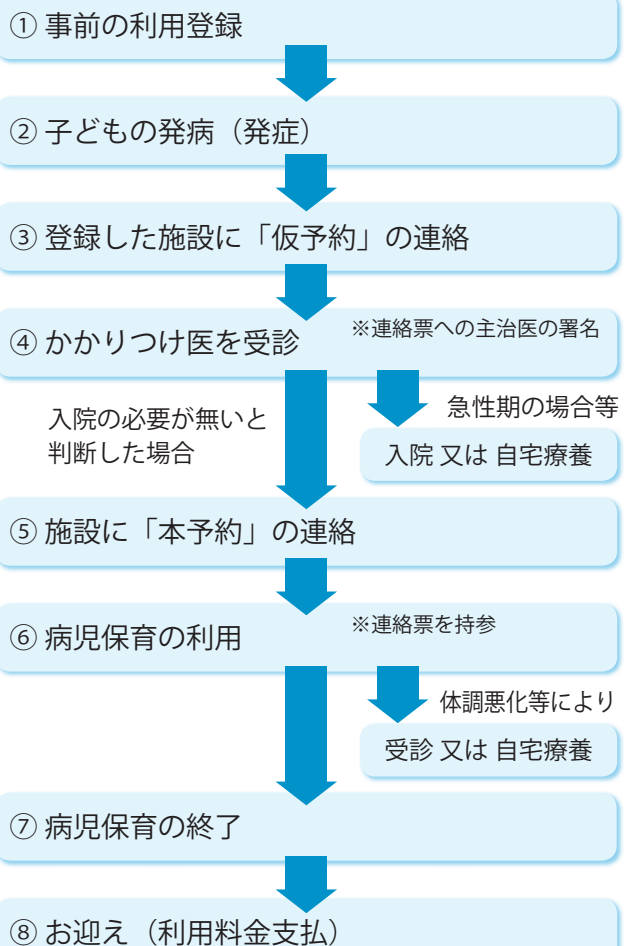 ① 事前の利用登録
② 子どもの発病（発症）
③ 登録した施設に「仮予約」の連絡
④ かかりつけ医を受診
※連絡票への主治医の署名
入院の必要が無いと
判断した場合
急性期の場合等
入院 又は 自宅療養
⑤ 施設に「本予約」の連絡
⑥ 病児保育の利用
※連絡票を持参
体調悪化等により
受診 又は 自宅療養
⑦ 病児保育の終了
⑧ お迎え（利用料金支払）